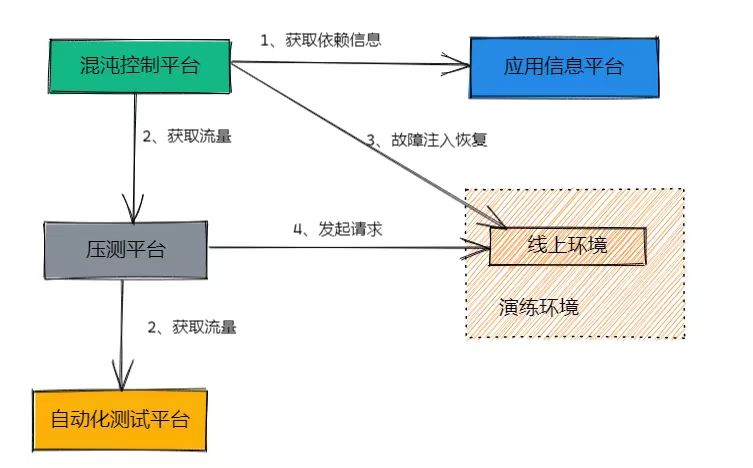 1、获取依赖信息
混沌控制平台
应用信息平台
2、获取流量
3、故障注入恢复
压测平台
4、发起请求
线上环境
演练环境
2、获取流量
自动化测试平台